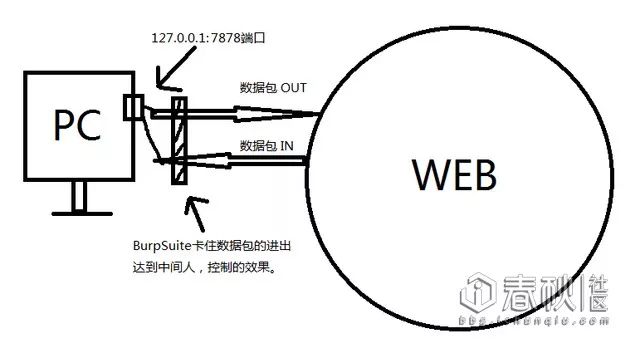 127.0.0.1:7878端口
数据包 OUT
PC
数据包 IN
WEB
BurpSuite卡住数据包的进出
达到中间人，控制的效果。
春秋社区
bbs.ichunqiu.com